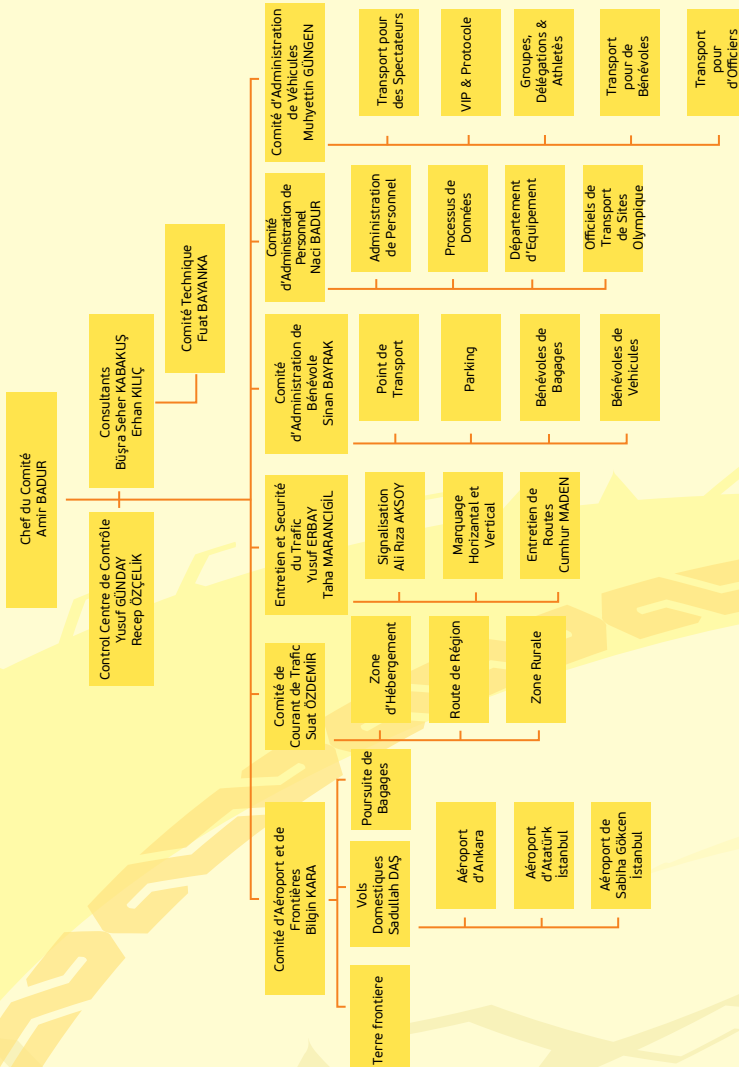 Chef du Comité
Amir BADUR
Control Centre de Contrôle
Yusuf GÜNDAY
Recep ÖZÇELİK
Consultants
Büşra Seher KABAKUŞ
Erhan KILIÇ
Comité Technique
Fuat BAYANKA
Comité d'Aéroport et de
Frontières
Bilgin KARA
Terre frontiere
Vols
Domestiques
Sadullah DAŞ
Aéroport
d'Ankara
Aéroport
d'Atatürk
İstanbul
Aéroport de
Sabiha Gökcen
İstanbul
Poursuite de
Bagages
Comité de
Courant de Trafic
Suat ÖZDEMİR
Zone
d'Hébergement
Route de Région
Zone Rurale
Entretien et Securité
du Trafic
Yusuf ERBAY
Taha MARANCIGİL
Signalisation
Ali Rıza AKSOY
Marquage
Horizantal et
Vertical
Entretien de
Routes
Cumhur MADEN
Comité
d'Administration de
Bénévole
Sinan BAYRAK
Point de
Transport
Parking
Bénévoles de
Bagages
Bénévoles de
Vehicules
Comité
d'Administration de
Personnel
Naci BADUR
Administration
de Personnel
Processus de
Données
Département
d'Equipement
Officiels de
Transport
de Sites
Olympique
Comité d'Administration
de Véhicules
Muhyettin GÜNGEN
Transport pour
des Spectateurs
VIP & Protocole
Groupes,
Délégations &
Athletès
Transport
pour de
Bénévoles
Transport
pour
d'Officiers